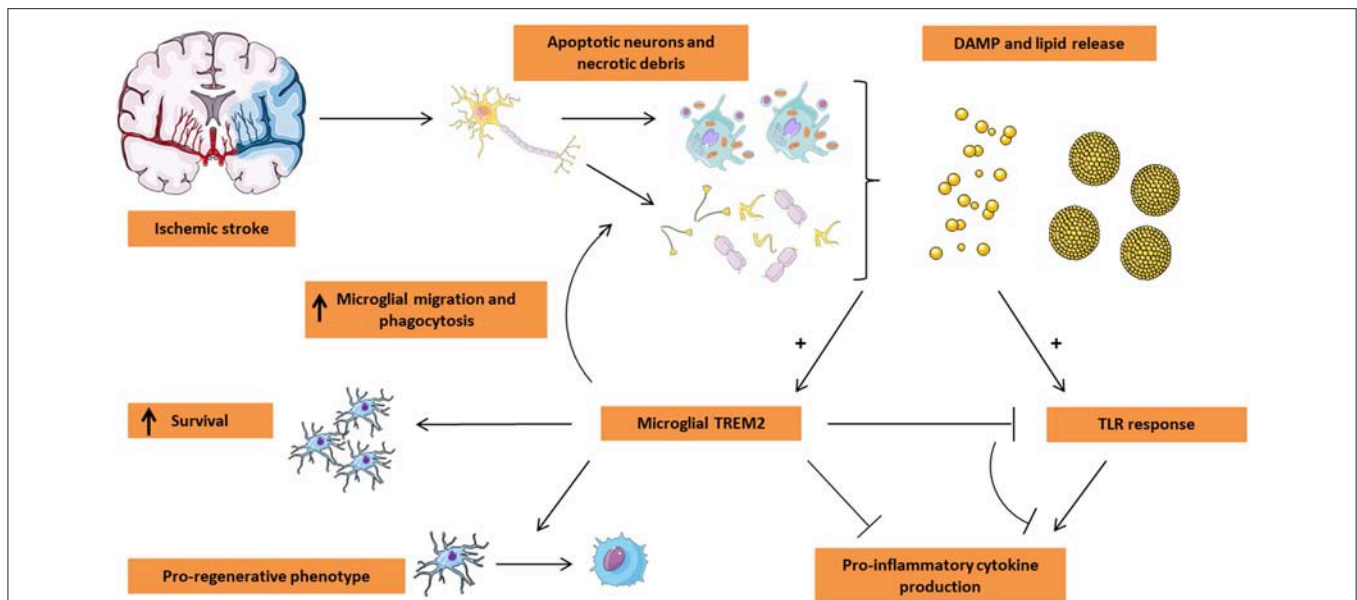 Apoptotic neurons and
necrotic debris
DAMP and lipid release
Ischemic stroke
Microglial migration and
phagocytosis
+
+
Survival
Microglial TREM2
TLR response
Pro-regenerative phenotype
Pro-inflammatory cytokine
production